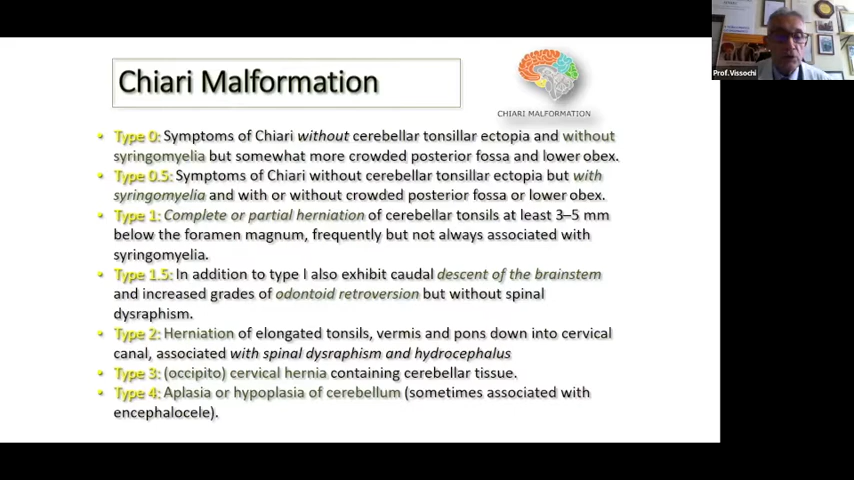 Chiari Malformation
CHIARI MALFORMATION
Prof.Vissochi
• Type 0: Symptoms of Chiari without cerebellar tonsillar ectopia and without
syringomyelia but somewhat more crowded posterior fossa and lower obex.
• Type 0.5: Symptoms of Chiari without cerebellar tonsillar ectopia but with
syringomyelia and with or without crowded posterior fossa or lower obex.
• Type 1: Complete or partial herniation of cerebellar tonsils at least 3–5 mm
below the foramen magnum, frequently but not always associated with
syringomyelia.
• Type 1.5: In addition to type I also exhibit caudal descent of the brainstem
and increased grades of odontoid retroversion but without spinal
dysraphism.
• Type 2: Herniation of elongated tonsils, vermis and pons down into cervical
canal, associated with spinal dysraphism and hydrocephalus
• Type 3: (occipito) cervical hernia containing cerebellar tissue.
• Type 4: Aplasia or hypoplasia of cerebellum (sometimes associated with
encephalocele).